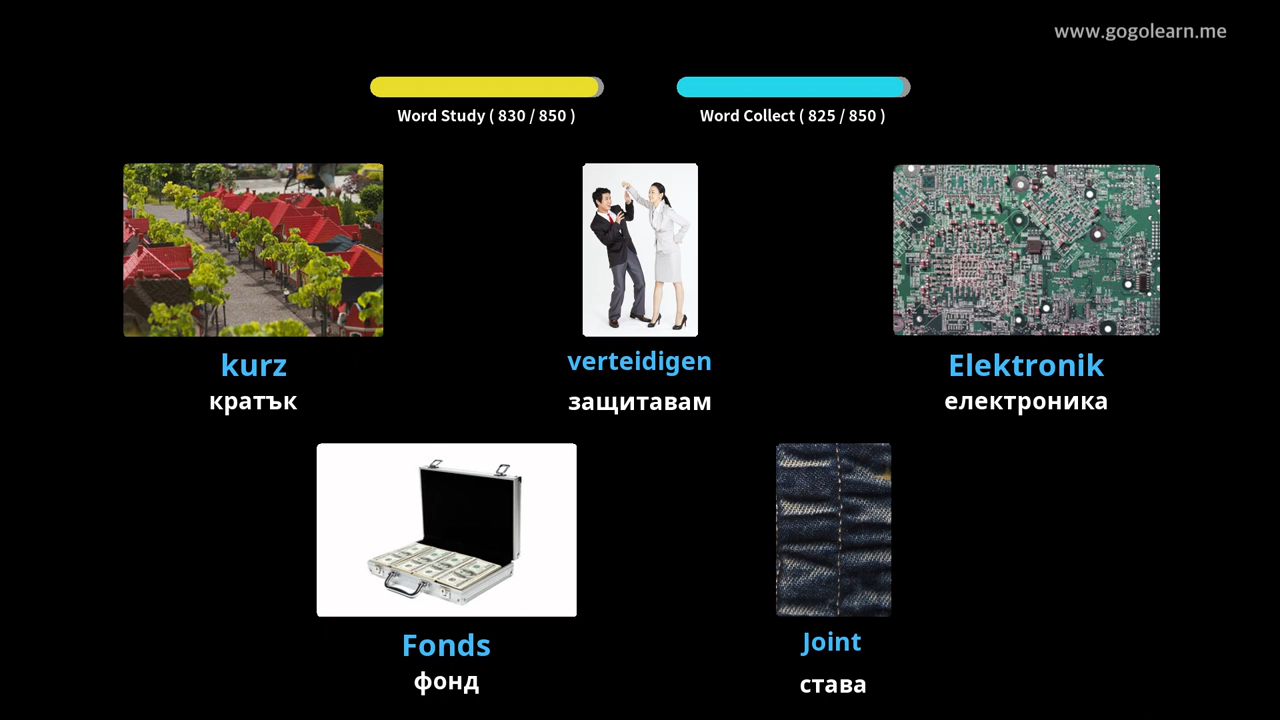 www.gogolearn.me
Word Study ( 830 / 850 )
Word Collect ( 825 / 850 )
kurz
кратък
verteidigen
защитавам
Elektronik
електроника
Fonds
фонд
Joint
става